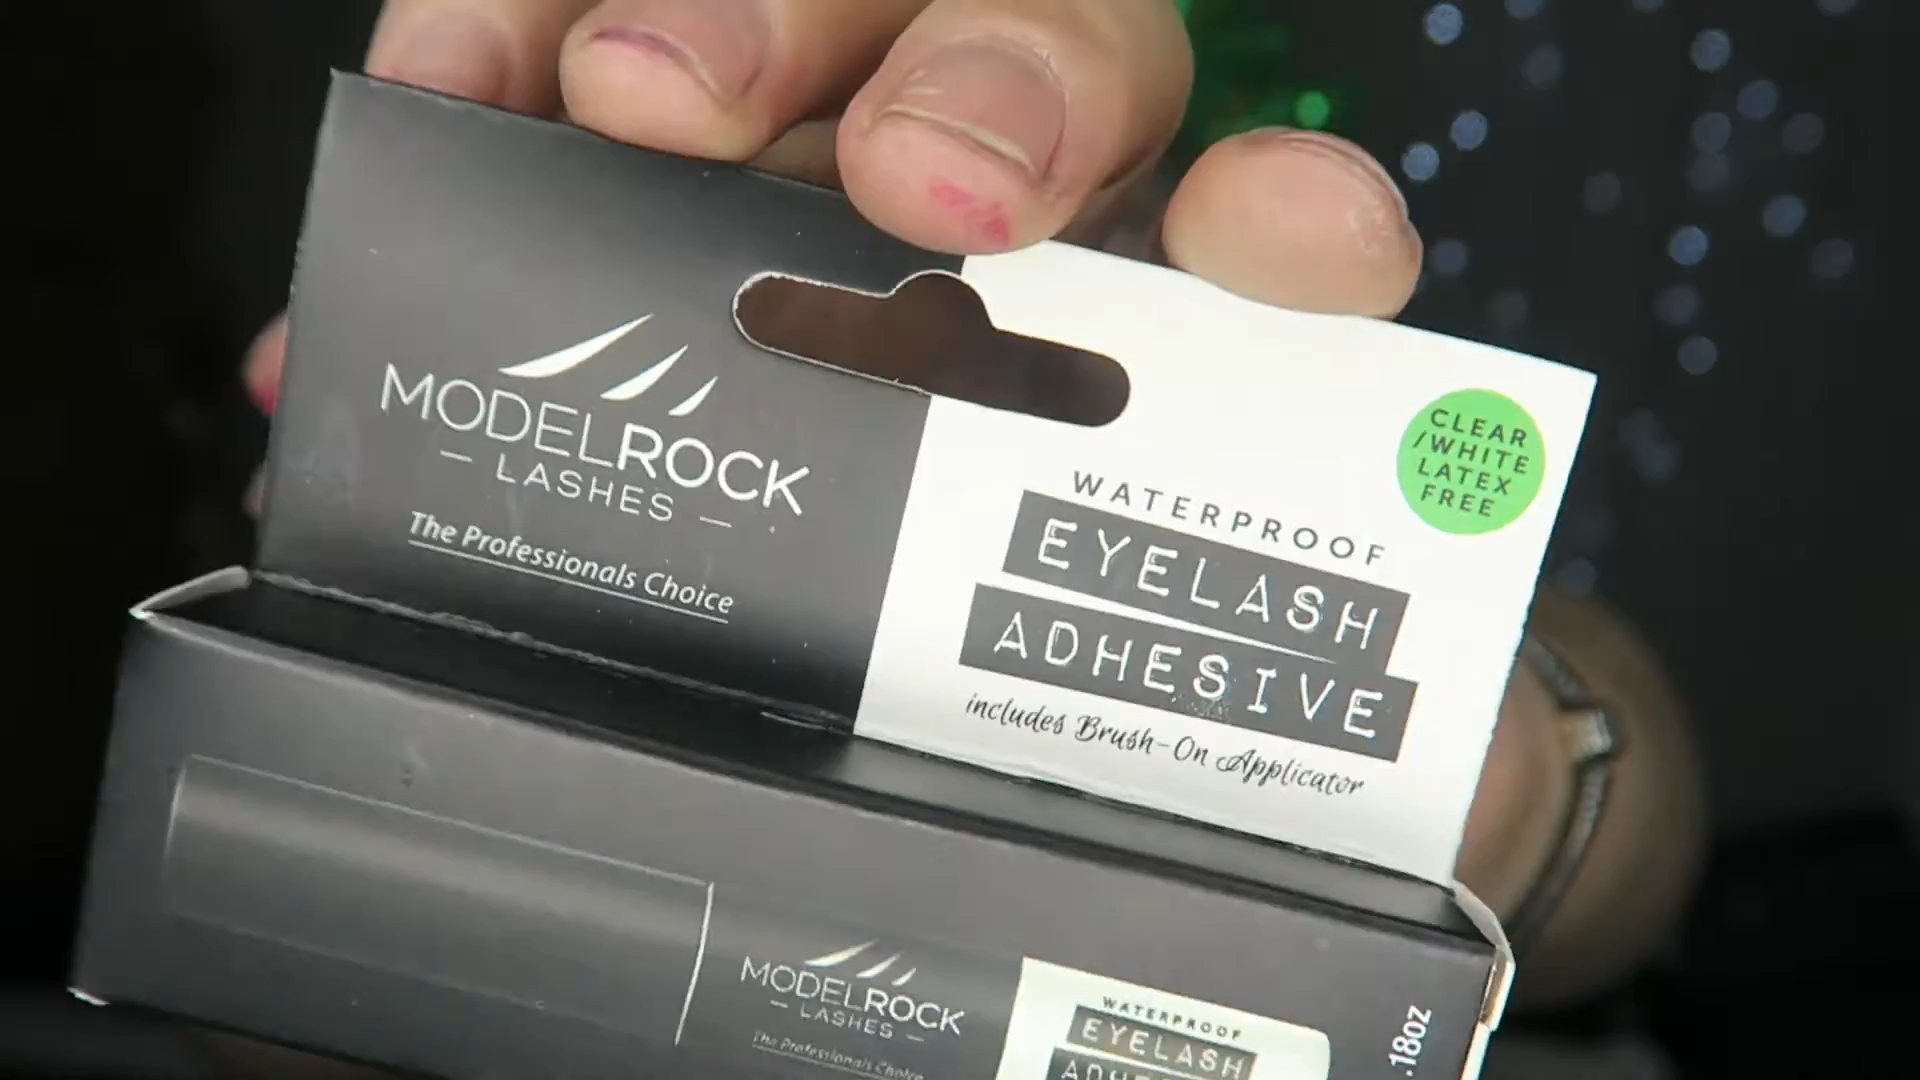 MODELROCK
— LASHES —
The Professionals Choice
CLEAR
/WHITE
LATEX
FREE
WATERPROOF
EYELASH
ADHESIVE
includes Brush-On Applicator
MODELROCK
— LASHES —
The Professionals Choice
WATERPROOF
EYELASH
ADHESIVE
.18oz